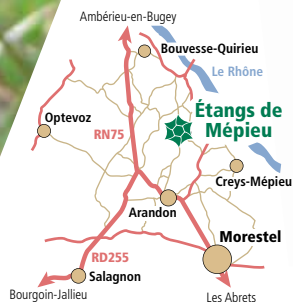 Ambérieu-en-Bugey
Bouvesse-Quirieu
Le Rhône
Optevoz
RN75
Étangs de
Mépieu
Creys-Mépieu
Arandon
Morestel
RD255
Salagnon
Bourgoin-Jallieu
Les Abrets